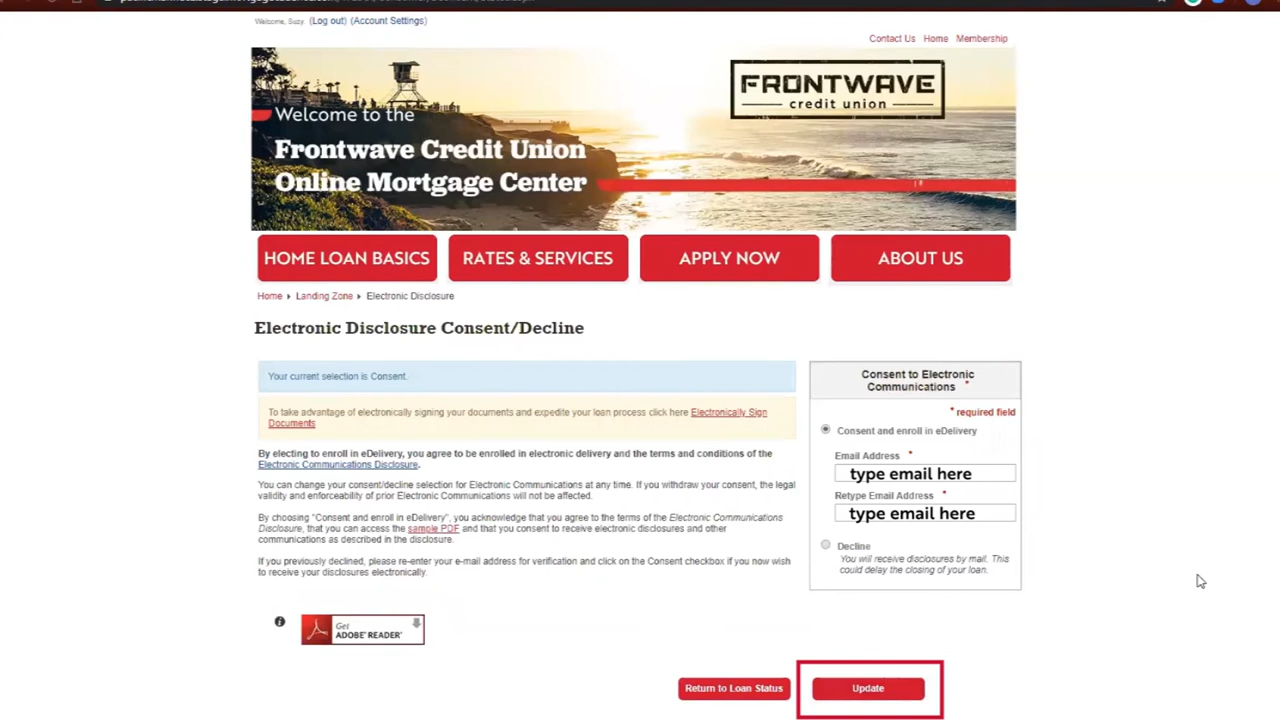 Welcome, Suzy. (Log out) (Account Settings)
Contact Us Home Membership
FRONTWAVE
credit union
Welcome to the
Frontwave Credit Union
Online Mortgage Center
HOME LOAN BASICS RATES & SERVICES APPLY NOW ABOUT US
Home Landing Zone Electronic Disclosure
Electronic Disclosure Consent/Decline
Your current selection is Consent.
To take advantage of electronically signing your documents and expedite your loan process click here Electronically Sign
Documents
By electing to enroll in eDelivery, you agree to be enrolled in electronic delivery and the terms and conditions of the
Electronic Communications Disclosure.
You can change your consent/decline selection for Electronic Communications at any time. If you withdraw your consent, the legal
validity and enforceability of prior Electronic Communications will not be affected.
By choosing "Consent and enroll in eDelivery", you acknowledge that you agree to the terms of the Electronic Communications
Disclosure, that you can access the sample PDF and that you consent to receive electronic disclosures and other
communications as described in the disclosure.
If you previously declined, please re-enter your e-mail address for verification and click on the Consent checkbox if you now wish
to receive your disclosures electronically.
Get
ADOBE® READER®
Consent to Electronic
Communications *
* required field
Consent and enroll in eDelivery
Email Address *
type email here
Retype Email Address *
type email here
Decline
You will receive disclosures by mail. This
could delay the closing of your loan.
Return to Loan Status Update